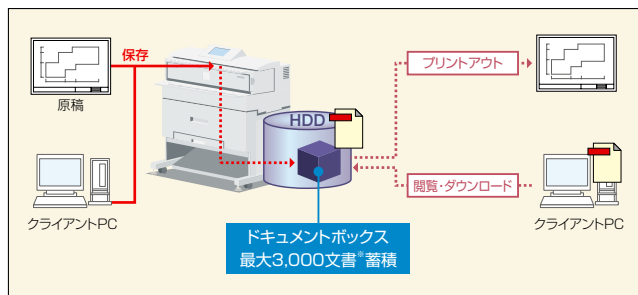 保存
原稿
クライアントPC
HDD
プリントアウト
閲覧・ダウンロード
クライアントPC
ドキュメントボックス
最大3,000文書※蓄積